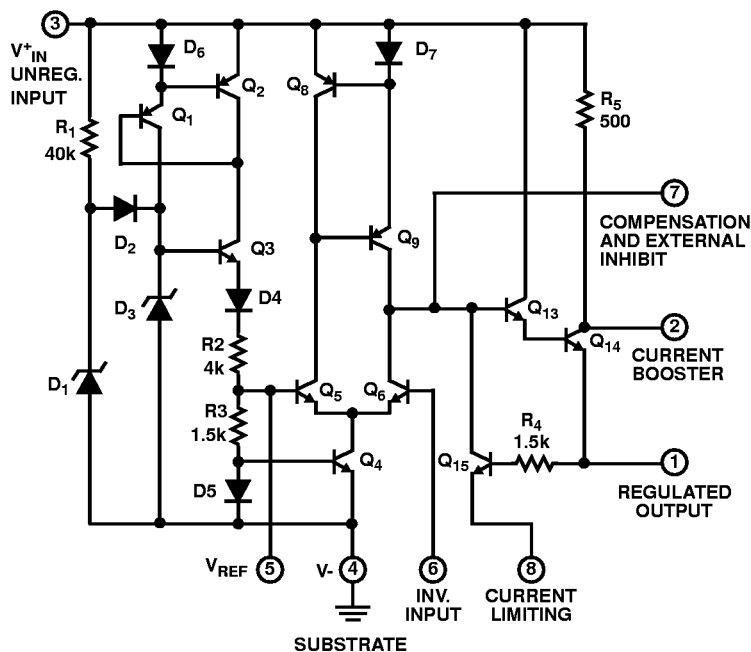 3
V+IN
UNREG.
INPUT
D6
Q2
Q1
R1
40k
D2
Q3
D3
D4
D1
R2
4k
R3
1.5k
D5
Q8
D7
Q9
R5
500
7
COMPENSATION
AND EXTERNAL
INHIBIT
Q13
Q14
2
CURRENT
BOOSTER
Q5
Q6
Q4
Q15
R4
1.5k
1
REGULATED
OUTPUT
VREF
5
V-
4
6
INV.
INPUT
8
CURRENT
LIMITING
SUBSTRATE